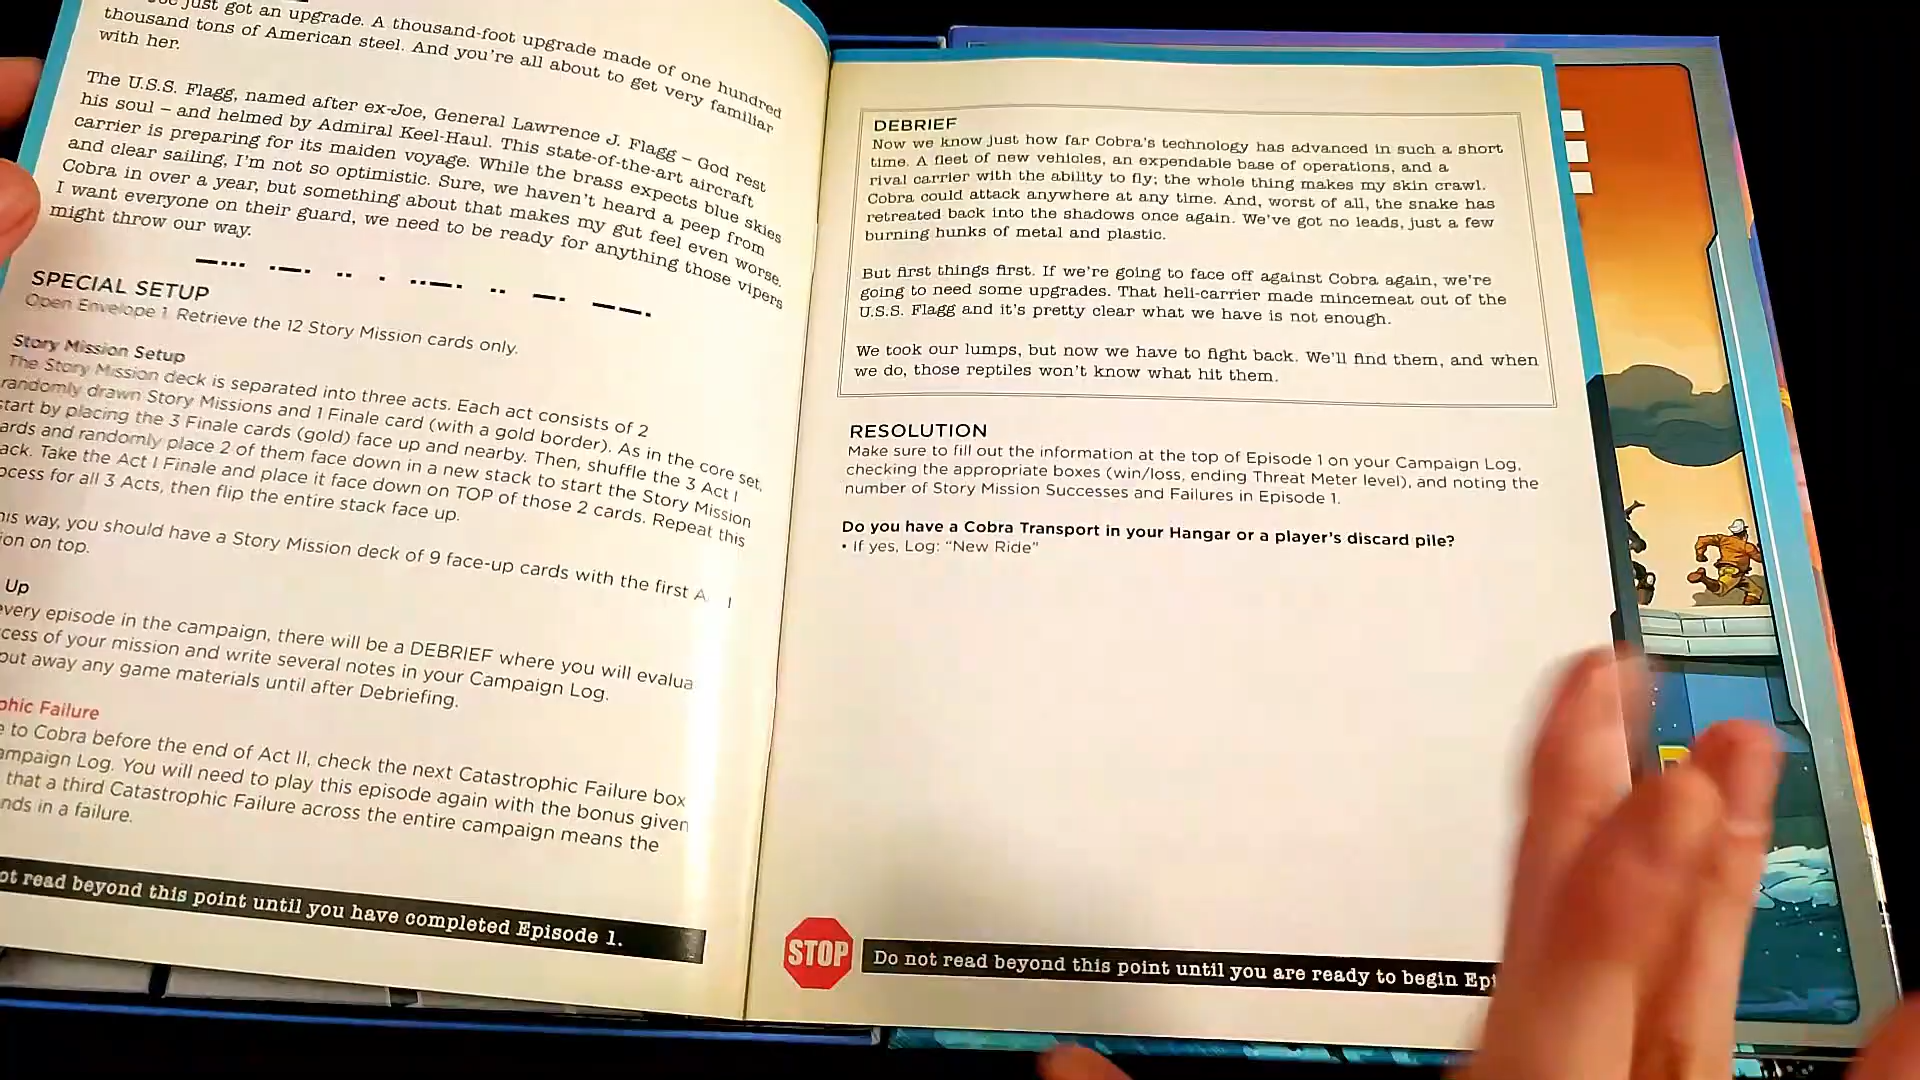 just got an upgrade. A thousand-foot upgrade made of one hundred
thousand tons of American steel. And you're all about to get very familiar
with her.
The U.S.S. Flagg, named after ex-Joe, General Lawrence J. Flagg – God rest
his soul – and helmed by Admiral Keel-Haul. This state-of-the-art aircraft
carrier is preparing for its maiden voyage. While the brass expects blue skies
and clear sailing, I'm not so optimistic. Sure, we haven't heard a peep from
Cobra in over a year, but something about that makes my gut feel even worse.
I want everyone on their guard, we need to be ready for anything those vipers
might throw our way.
–··· ·–· ·· · ··–· ·· –· ––·
SPECIAL SETUP
Open Envelope 1 Retrieve the 12 Story Mission cards only.
Story Mission Setup
The Story Mission deck is separated into three acts. Each act consists of 2
randomly drawn Story Missions and 1 Finale card (with a gold border). As in the core set,
start by placing the 3 Finale cards (gold) face up and nearby. Then, shuffle the 3 Act I
ards and randomly place 2 of them face down in a new stack to start the Story Mission
ack. Take the Act I Finale and place it face down on TOP of those 2 cards. Repeat this
ocess for all 3 Acts, then flip the entire stack face up.
his way, you should have a Story Mission deck of 9 face-up cards with the first A I
ion on top.
Up
every episode in the campaign, there will be a DEBRIEF where you will evalua
cess of your mission and write several notes in your Campaign Log.
put away any game materials until after Debriefing.
phic Failure
e to Cobra before the end of Act II, check the next Catastrophic Failure box
ampaign Log. You will need to play this episode again with the bonus given
that a third Catastrophic Failure across the entire campaign means the
nds in a failure.
ot read beyond this point until you have completed Episode 1.
DEBRIEF
Now we know just how far Cobra's technology has advanced in such a short
time. A fleet of new vehicles, an expendable base of operations, and a
rival carrier with the ability to fly; the whole thing makes my skin crawl.
Cobra could attack anywhere at any time. And, worst of all, the snake has
retreated back into the shadows once again. We've got no leads, just a few
burning hunks of metal and plastic.
But first things first. If we're going to face off against Cobra again, we're
going to need some upgrades. That heli-carrier made mincemeat out of the
U.S.S. Flagg and it's pretty clear what we have is not enough.
We took our lumps, but now we have to fight back. We'll find them, and when
we do, those reptiles won't know what hit them.
RESOLUTION
Make sure to fill out the information at the top of Episode 1 on your Campaign Log,
checking the appropriate boxes (win/loss, ending Threat Meter level), and noting the
number of Story Mission Successes and Failures in Episode 1.
Do you have a Cobra Transport in your Hangar or a player's discard pile?
• If yes, Log: "New Ride"
STOP
Do not read beyond this point until you are ready to begin Ep